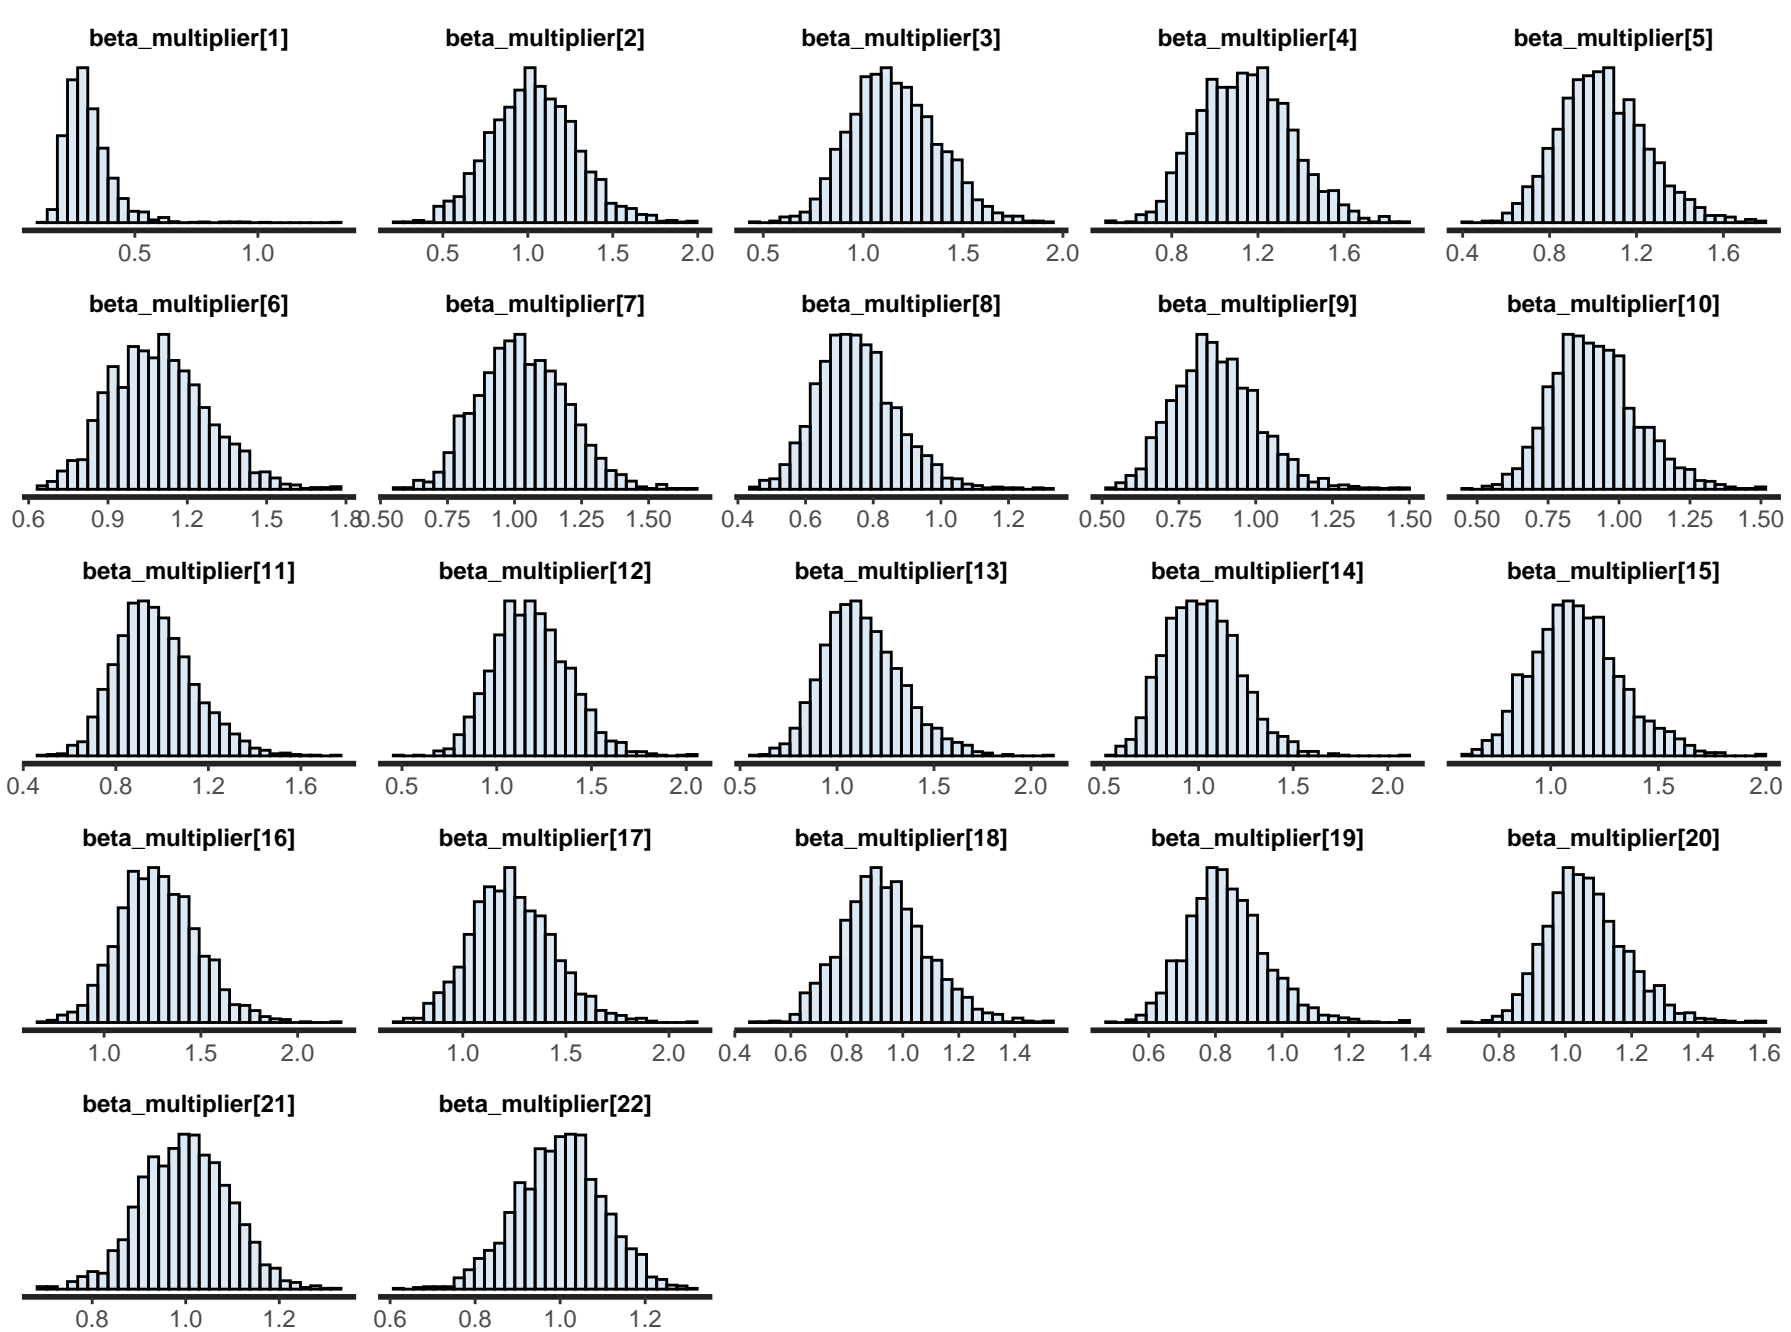 beta_multiplier[1] beta_multiplier[2] beta_multiplier[3] beta_multiplier[4] beta_multiplier[5]
0.5 1.0 0.5 1.0 1.5 2.0 0.5 1.0 1.5 2.0 0.8 1.2 1.6 0.4 0.8 1.2 1.6
beta_multiplier[6] beta_multiplier[7] beta_multiplier[8] beta_multiplier[9] beta_multiplier[10]
0.6 0.9 1.2 1.5 1.8 0.50 0.75 1.00 1.25 1.50 0.4 0.6 0.8 1.0 1.2 0.50 0.75 1.00 1.25 1.50 0.50 0.75 1.00 1.25 1.50
beta_multiplier[11] beta_multiplier[12] beta_multiplier[13] beta_multiplier[14] beta_multiplier[15]
0.4 0.8 1.2 1.6 0.5 1.0 1.5 2.0 0.5 1.0 1.5 2.0 0.5 1.0 1.5 2.0 1.0 1.5 2.0
beta_multiplier[16] beta_multiplier[17] beta_multiplier[18] beta_multiplier[19] beta_multiplier[20]
1.0 1.5 2.0 1.0 1.5 2.0 0.4 0.6 0.8 1.0 1.2 1.4 0.6 0.8 1.0 1.2 1.4 0.8 1.0 1.2 1.4 1.6
beta_multiplier[21] beta_multiplier[22]
0.8 1.0 1.2 0.6 0.8 1.0 1.2